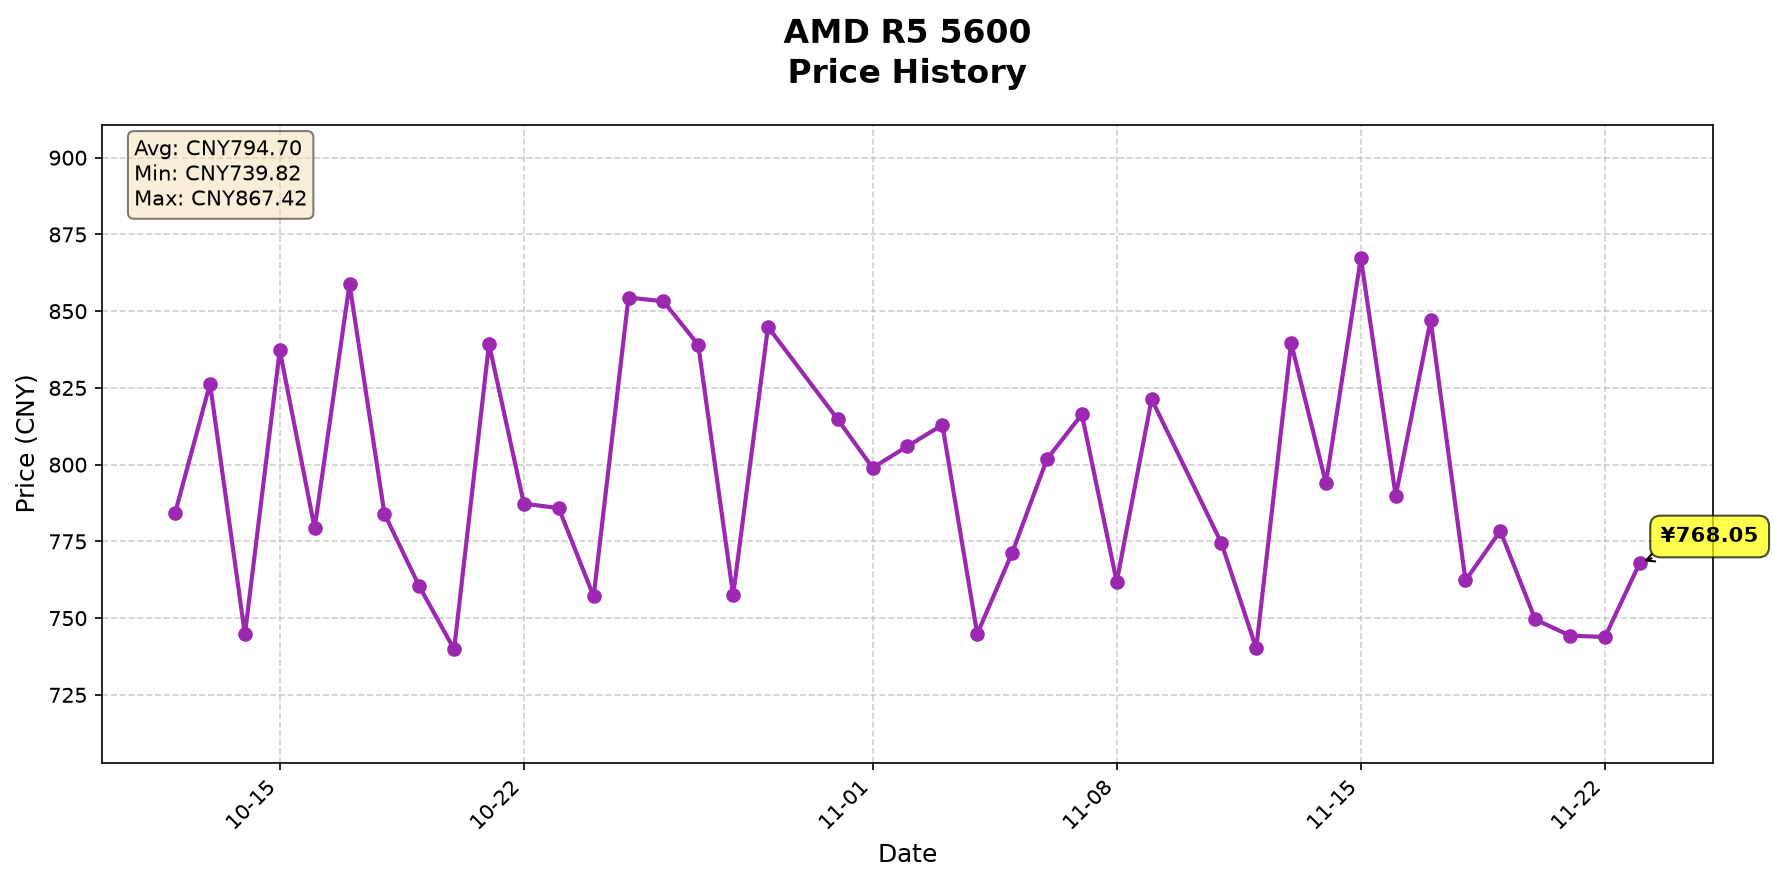 AMD R5 5600
Price History
Avg: CNY794.70
Min: CNY739.82
Max: CNY867.42
Price (CNY)
900
875
850
825
800
775
750
725
¥768.05
10-15
10-22
11-01
11-08
11-15
11-22
Date